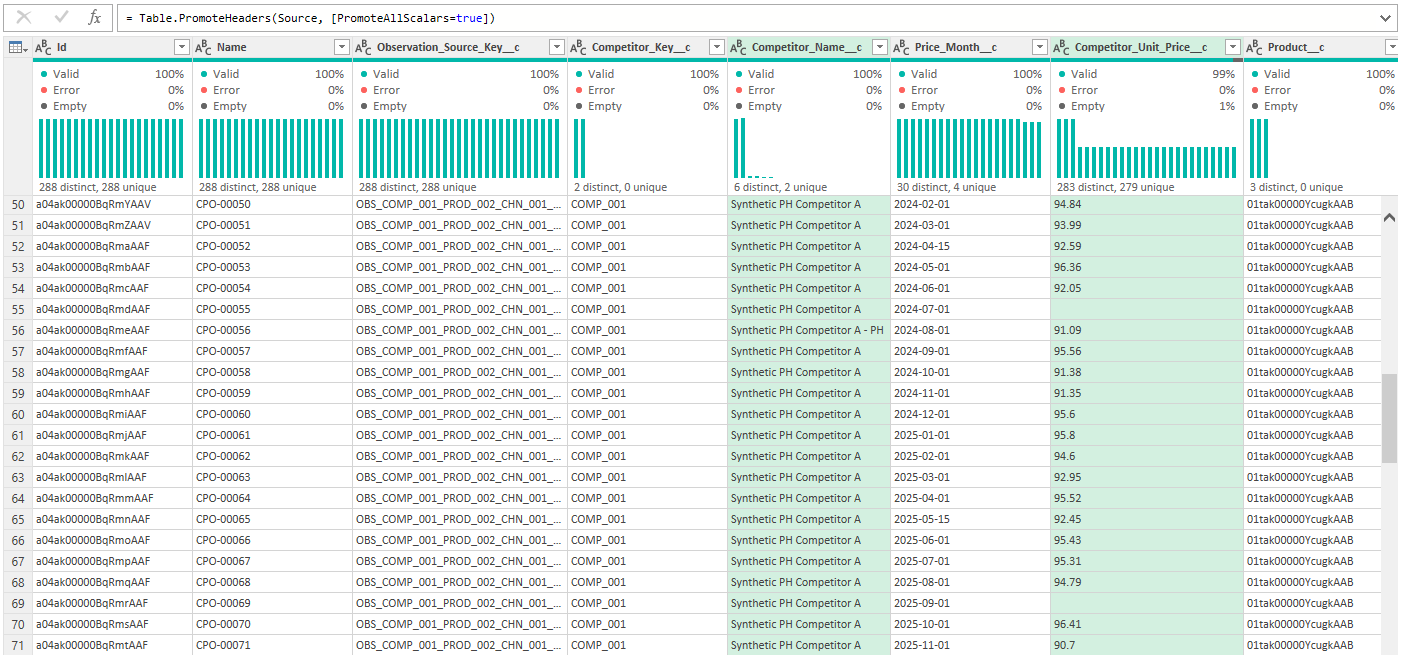 fx = Table.PromoteHeaders(Source, [PromoteAllScalars=true])
ABC Id ABC Name ABC Observation_Source_Key__c ABC Competitor_Key__c ABC Competitor_Name__c ABC Price_Month__c ABC Competitor_Unit_Price__c ABC Product__c
Valid 100% Valid 100% Valid 100% Valid 100% Valid 100% Valid 100% Valid 99% Valid 100%
Error 0% Error 0% Error 0% Error 0% Error 0% Error 0% Error 0% Error 0%
Empty 0% Empty 0% Empty 0% Empty 0% Empty 0% Empty 0% Empty 1% Empty 0%
288 distinct, 288 unique 288 distinct, 288 unique 288 distinct, 288 unique 2 distinct, 0 unique 6 distinct, 2 unique 30 distinct, 4 unique 283 distinct, 279 unique 3 distinct, 0 unique
50 a04ak00000BqRmYAAV CPO-00050 OBS_COMP_001_PROD_002_CHN_001_... COMP_001 Synthetic PH Competitor A 2024-02-01 94.84 01tak00000YcugkAAB
51 a04ak00000BqRmZAAV CPO-00051 OBS_COMP_001_PROD_002_CHN_001_... COMP_001 Synthetic PH Competitor A 2024-03-01 93.99 01tak00000YcugkAAB
52 a04ak00000BqRmaAAF CPO-00052 OBS_COMP_001_PROD_002_CHN_001_... COMP_001 Synthetic PH Competitor A 2024-04-15 92.59 01tak00000YcugkAAB
53 a04ak00000BqRmbAAF CPO-00053 OBS_COMP_001_PROD_002_CHN_001_... COMP_001 Synthetic PH Competitor A 2024-05-01 96.36 01tak00000YcugkAAB
54 a04ak00000BqRmcAAF CPO-00054 OBS_COMP_001_PROD_002_CHN_001_... COMP_001 Synthetic PH Competitor A 2024-06-01 92.05 01tak00000YcugkAAB
55 a04ak00000BqRmdAAF CPO-00055 OBS_COMP_001_PROD_002_CHN_001_... COMP_001 Synthetic PH Competitor A 2024-07-01 01tak00000YcugkAAB
56 a04ak00000BqRmeAAF CPO-00056 OBS_COMP_001_PROD_002_CHN_001_... COMP_001 Synthetic PH Competitor A - PH 2024-08-01 91.09 01tak00000YcugkAAB
57 a04ak00000BqRmfAAF CPO-00057 OBS_COMP_001_PROD_002_CHN_001_... COMP_001 Synthetic PH Competitor A 2024-09-01 95.56 01tak00000YcugkAAB
58 a04ak00000BqRmgAAF CPO-00058 OBS_COMP_001_PROD_002_CHN_001_... COMP_001 Synthetic PH Competitor A 2024-10-01 91.38 01tak00000YcugkAAB
59 a04ak00000BqRmhAAF CPO-00059 OBS_COMP_001_PROD_002_CHN_001_... COMP_001 Synthetic PH Competitor A 2024-11-01 91.35 01tak00000YcugkAAB
60 a04ak00000BqRmiAAF CPO-00060 OBS_COMP_001_PROD_002_CHN_001_... COMP_001 Synthetic PH Competitor A 2024-12-01 95.6 01tak00000YcugkAAB
61 a04ak00000BqRmjAAF CPO-00061 OBS_COMP_001_PROD_002_CHN_001_... COMP_001 Synthetic PH Competitor A 2025-01-01 95.8 01tak00000YcugkAAB
62 a04ak00000BqRmkAAF CPO-00062 OBS_COMP_001_PROD_002_CHN_001_... COMP_001 Synthetic PH Competitor A 2025-02-01 94.6 01tak00000YcugkAAB
63 a04ak00000BqRmlAAF CPO-00063 OBS_COMP_001_PROD_002_CHN_001_... COMP_001 Synthetic PH Competitor A 2025-03-01 92.95 01tak00000YcugkAAB
64 a04ak00000BqRmmAAF CPO-00064 OBS_COMP_001_PROD_002_CHN_001_... COMP_001 Synthetic PH Competitor A 2025-04-01 95.52 01tak00000YcugkAAB
65 a04ak00000BqRmnAAF CPO-00065 OBS_COMP_001_PROD_002_CHN_001_... COMP_001 Synthetic PH Competitor A 2025-05-15 92.45 01tak00000YcugkAAB
66 a04ak00000BqRmoAAF CPO-00066 OBS_COMP_001_PROD_002_CHN_001_... COMP_001 Synthetic PH Competitor A 2025-06-01 95.43 01tak00000YcugkAAB
67 a04ak00000BqRmpAAF CPO-00067 OBS_COMP_001_PROD_002_CHN_001_... COMP_001 Synthetic PH Competitor A 2025-07-01 95.31 01tak00000YcugkAAB
68 a04ak00000BqRmqAAF CPO-00068 OBS_COMP_001_PROD_002_CHN_001_... COMP_001 Synthetic PH Competitor A 2025-08-01 94.79 01tak00000YcugkAAB
69 a04ak00000BqRmrAAF CPO-00069 OBS_COMP_001_PROD_002_CHN_001_... COMP_001 Synthetic PH Competitor A 2025-09-01 01tak00000YcugkAAB
70 a04ak00000BqRmsAAF CPO-00070 OBS_COMP_001_PROD_002_CHN_001_... COMP_001 Synthetic PH Competitor A 2025-10-01 96.41 01tak00000YcugkAAB
71 a04ak00000BqRmtAAF CPO-00071 OBS_COMP_001_PROD_002_CHN_001_... COMP_001 Synthetic PH Competitor A 2025-11-01 90.7 01tak00000YcugkAAB